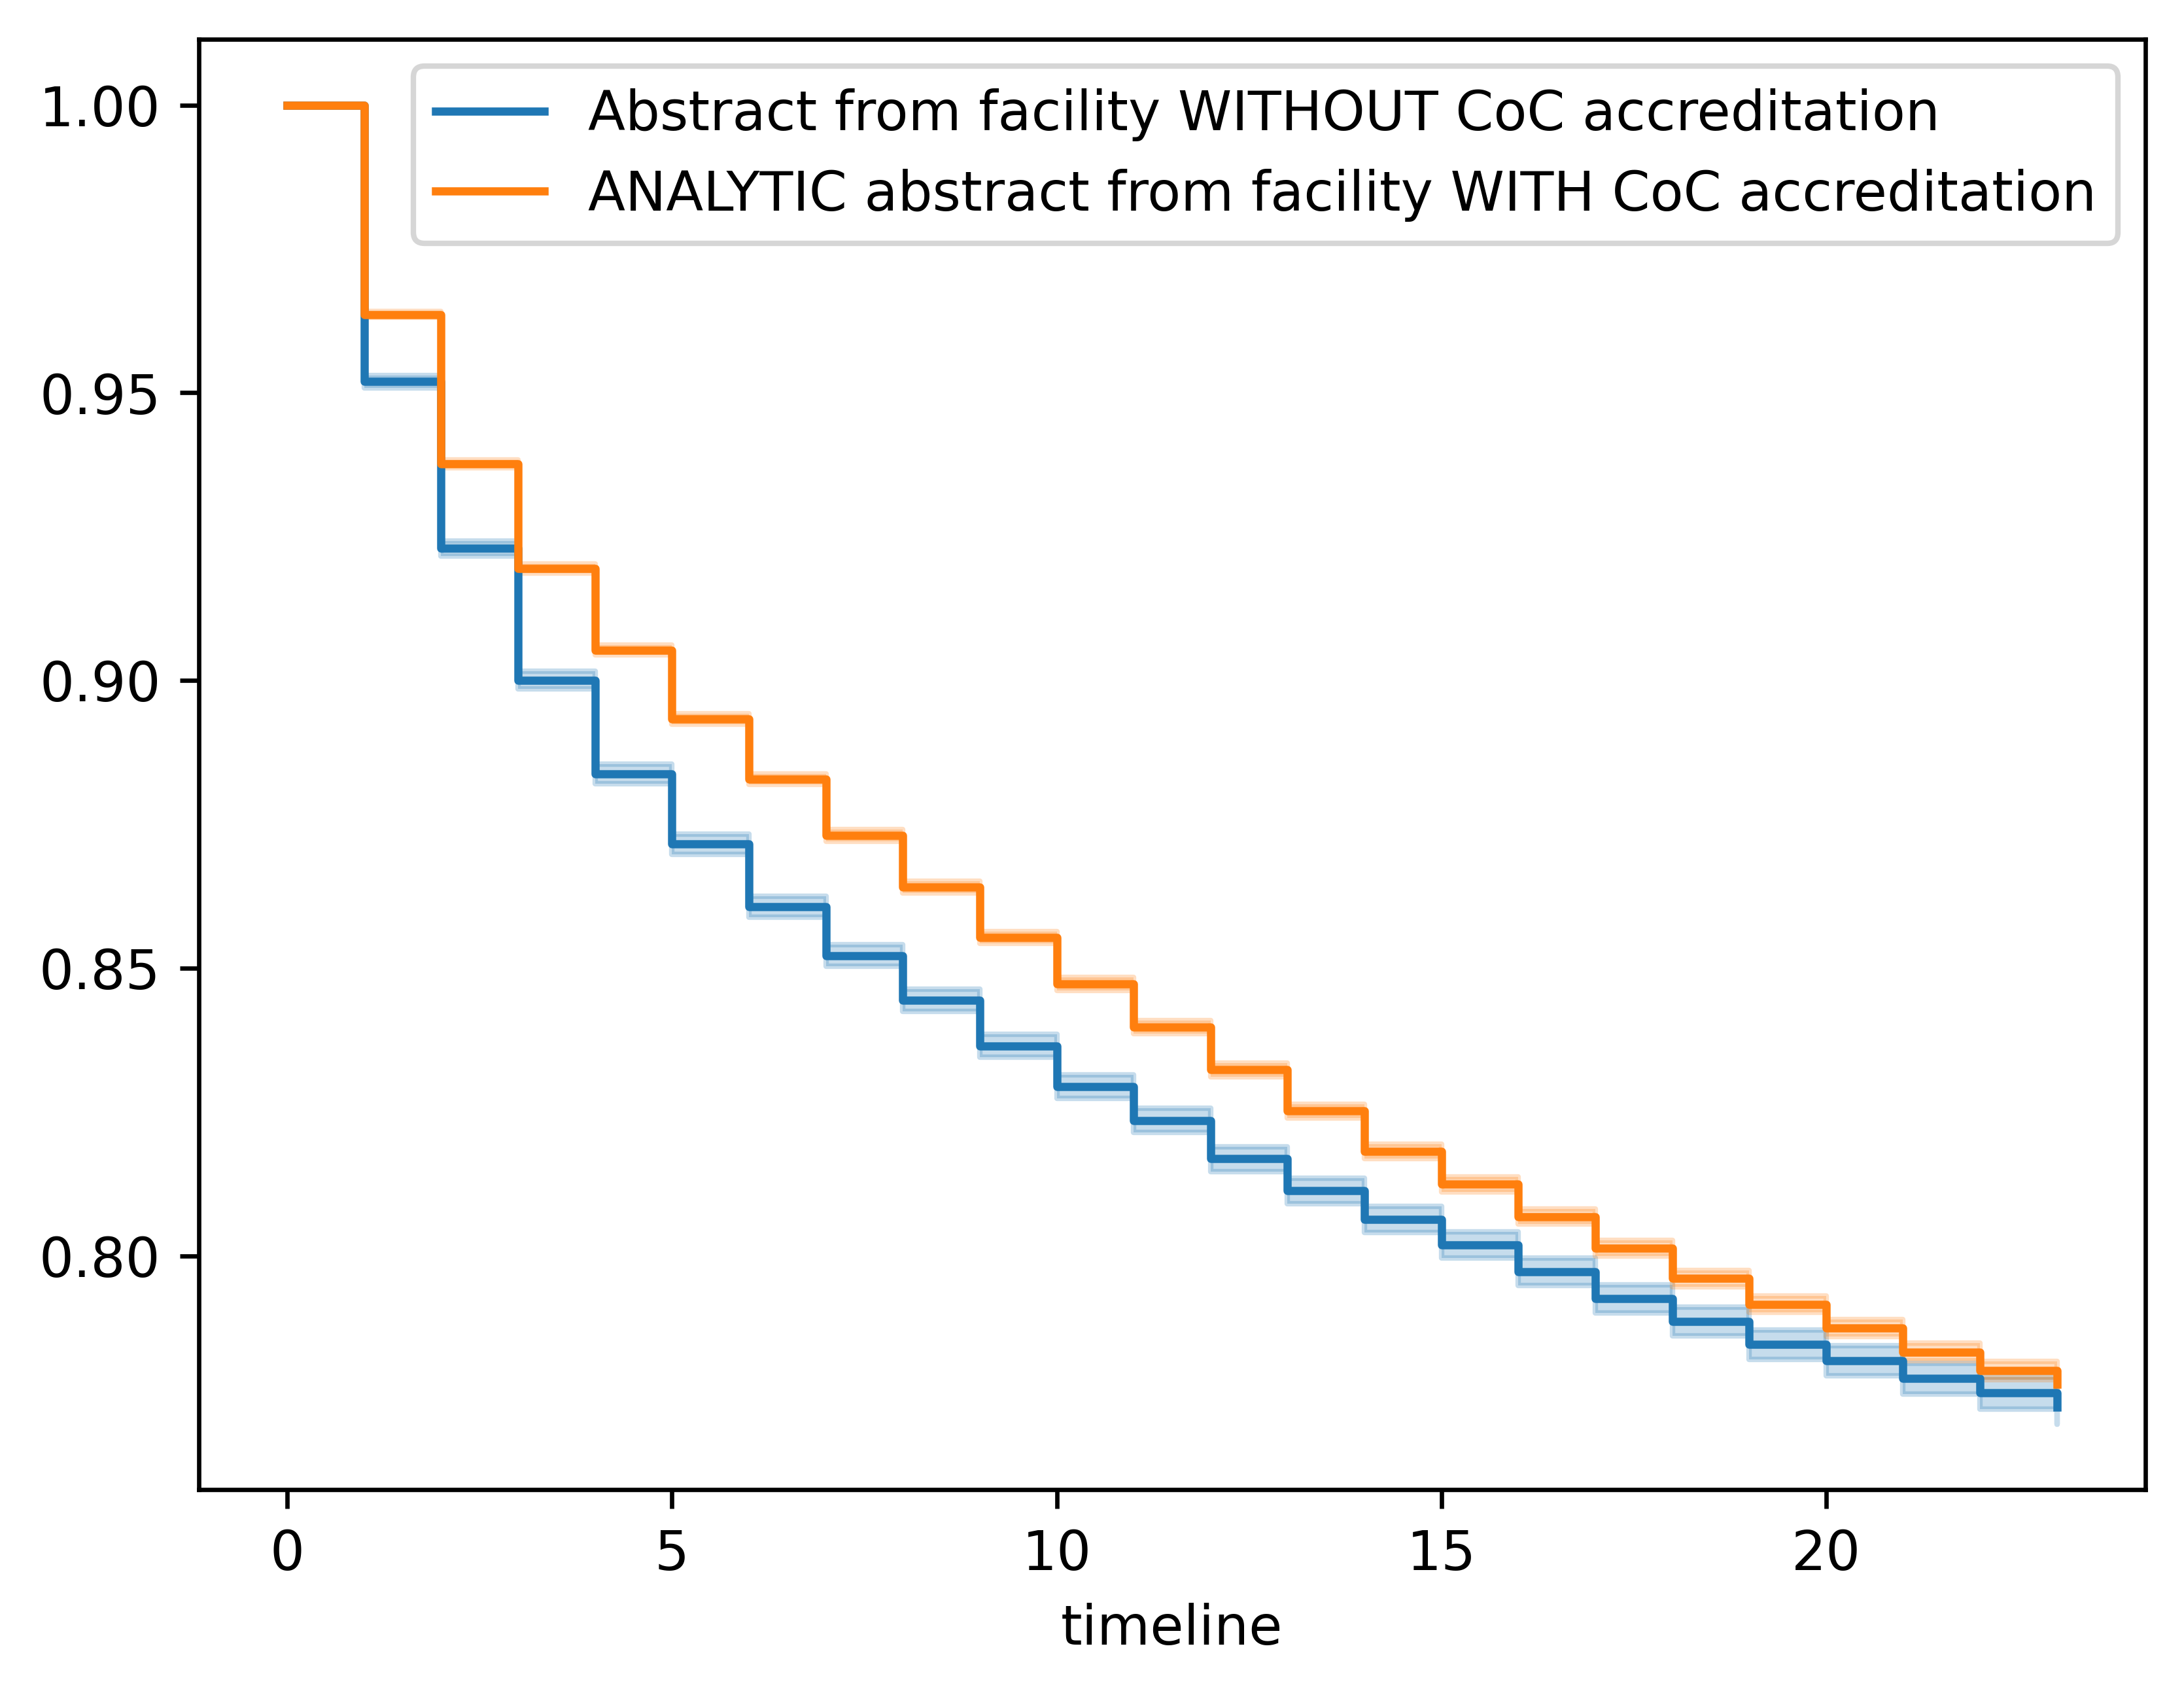 Abstract from facility WITHOUT CoC accreditation
ANALYTIC abstract from facility WITH CoC accreditation
1.00
0.95
0.90
0.85
0.80
0 5 10 15 20
timeline